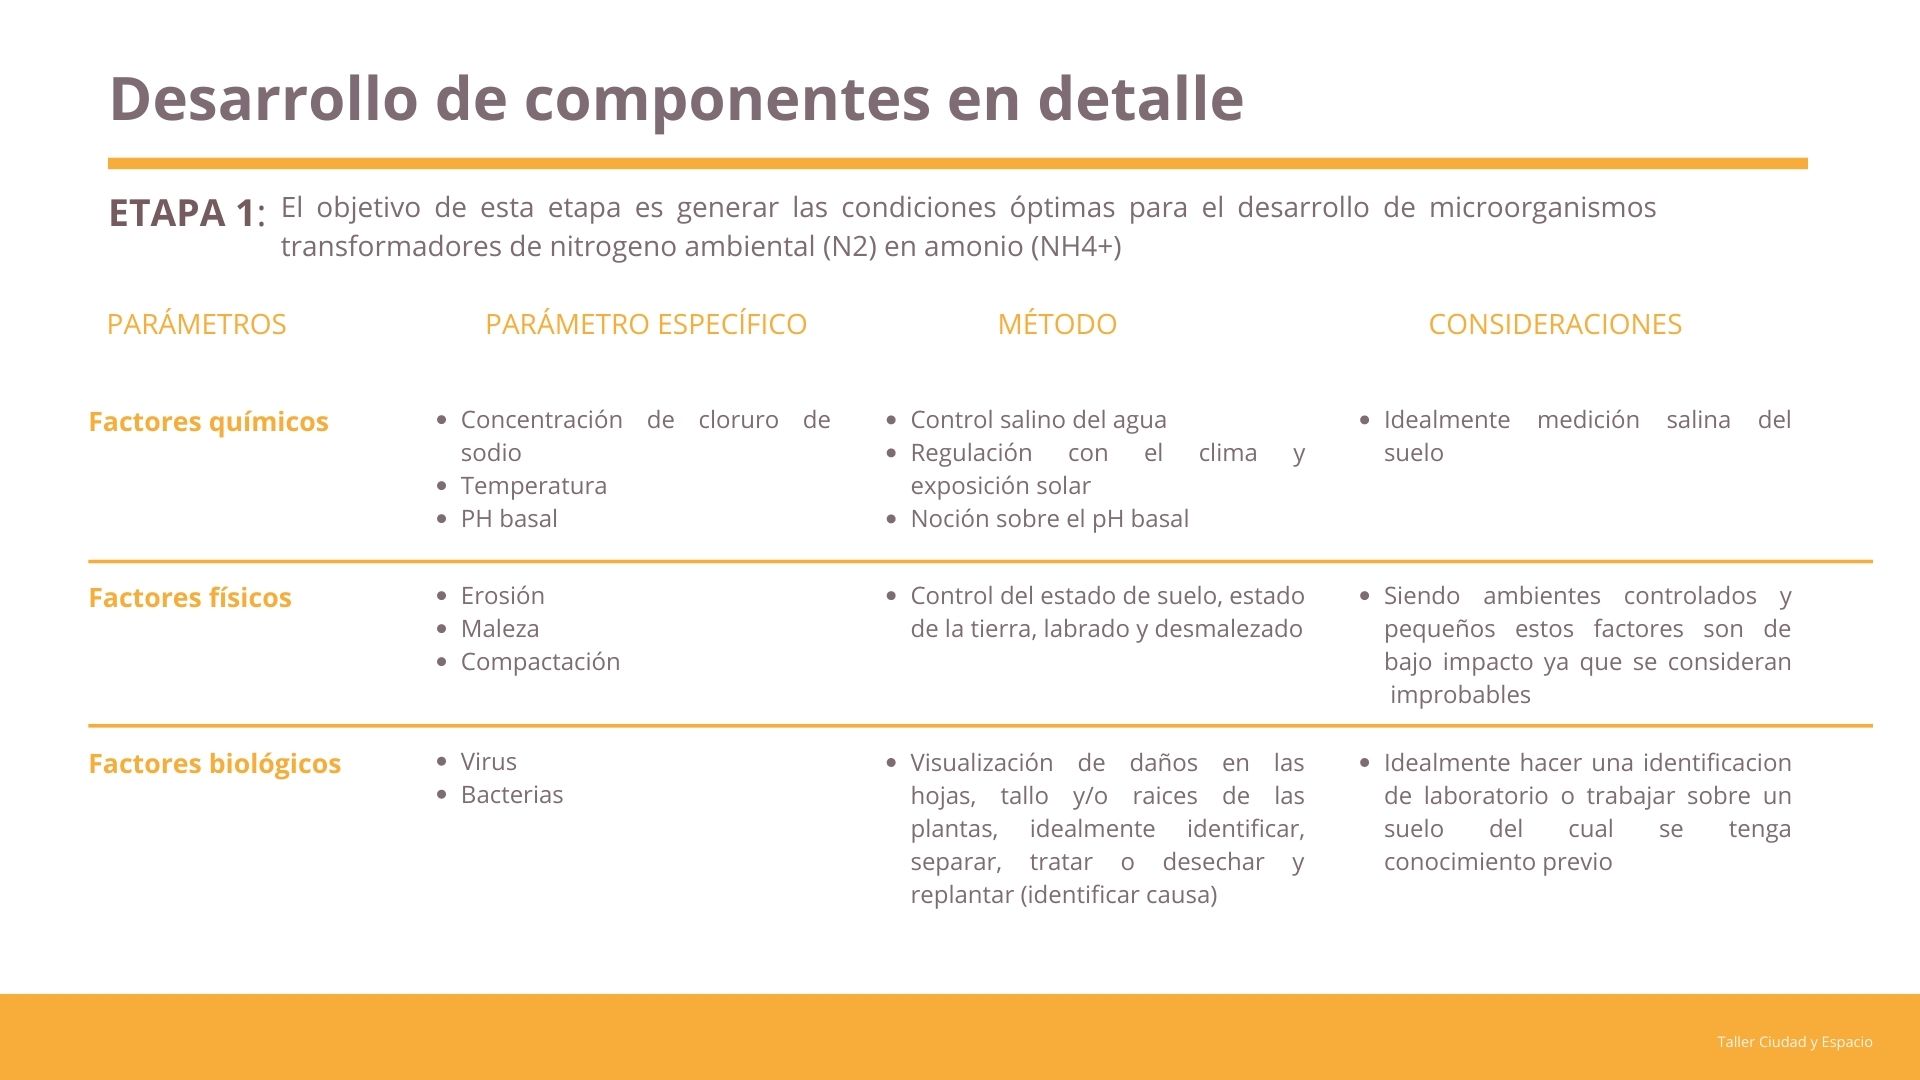 Desarrollo de componentes en detalle
ETAPA 1: El objetivo de esta etapa es generar las condiciones óptimas para el desarrollo de microorganismos
transformadores de nitrogeno ambiental (N2) en amonio (NH4+)
PARÁMETROS
PARÁMETRO ESPECÍFICO
MÉTODO
CONSIDERACIONES
Factores químicos
• Concentración de cloruro de
sodio
• Temperatura
• PH basal
• Control salino del agua
• Regulación con el clima y
exposición solar
• Noción sobre el pH basal
• Idealmente medición salina del
suelo
Factores físicos
• Erosión
• Maleza
• Compactación
• Control del estado de suelo, estado
de la tierra, labrado y desmalezado
• Siendo ambientes controlados y
pequeños estos factores son de
bajo impacto ya que se consideran
improbables
Factores biológicos
• Virus
• Bacterias
• Visualización de daños en las
hojas, tallo y/o raices de las
plantas, idealmente identificar,
separar, tratar o desechar y
replantar (identificar causa)
• Idealmente hacer una identificacion
de laboratorio o trabajar sobre un
suelo del cual se tenga
conocimiento previo
Taller Ciudad y Espacio